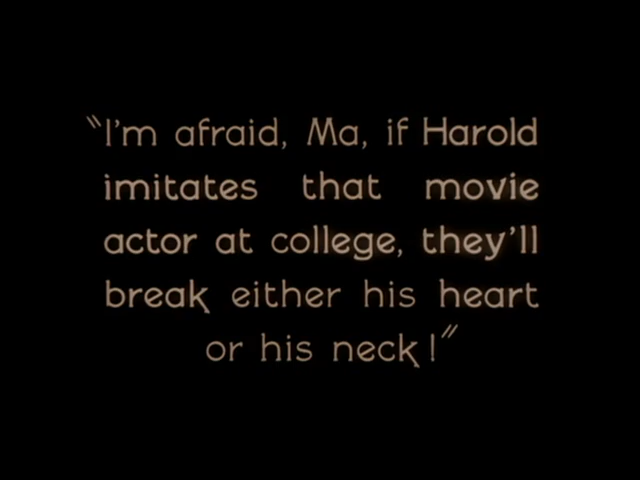 "I'm afraid, Ma, if Harold
imitates that movie
actor at college, they'll
break either his heart
or his neck!"